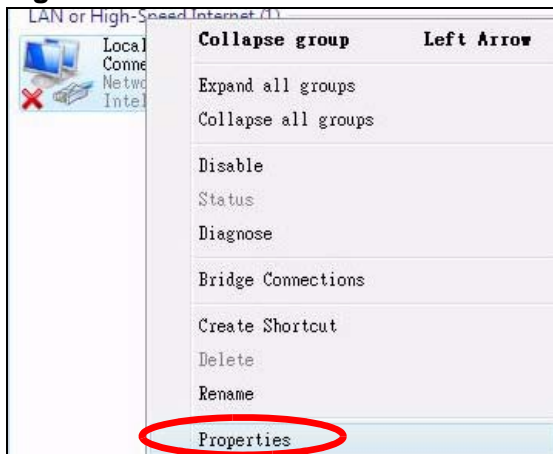 LAN or High-Speed Internet (1)
Local
Conne
Netwo
Intel
Collapse group Left Arrow
Expand all groups
Collapse all groups
Disable
Status
Diagnose
Bridge Connections
Create Shortcut
Delete
Rename
Properties